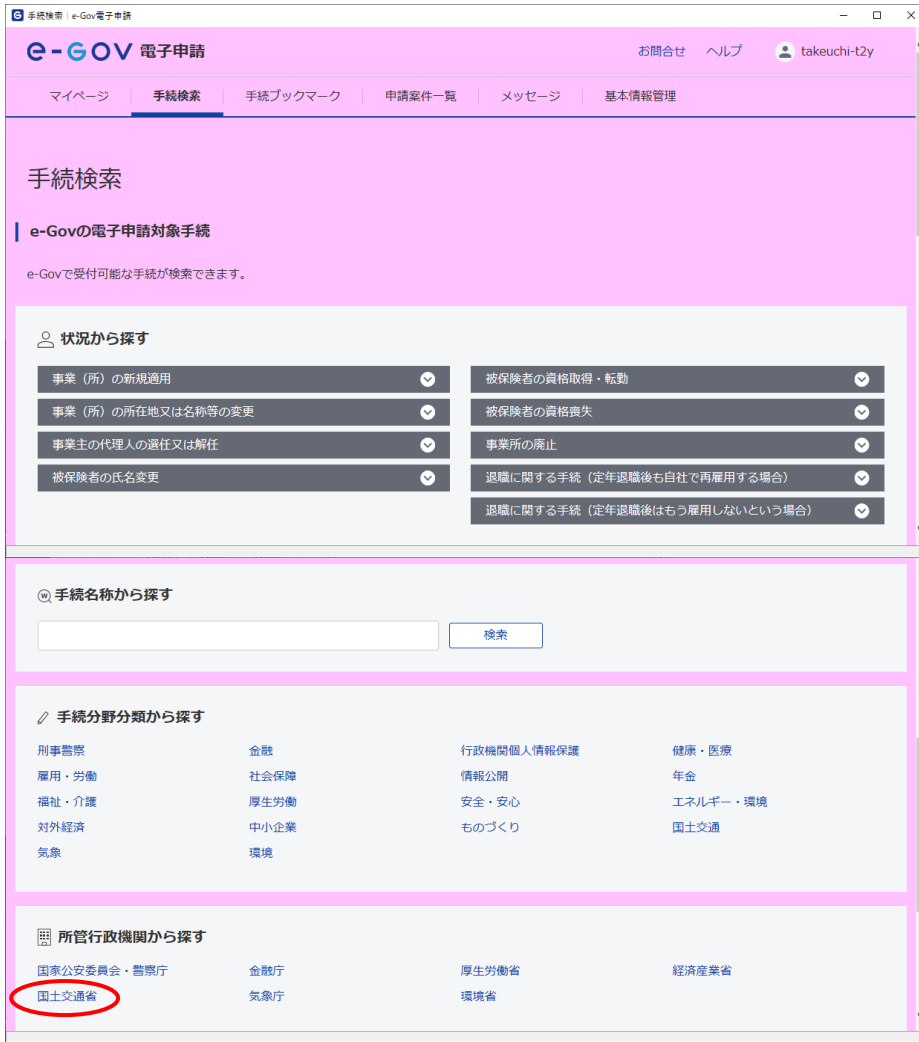 手続検索｜e-Gov電子申請
e-GOV 電子申請 お問合せ ヘルプ takeuchi-t2y
マイページ 手続検索 手続ブックマーク 申請案件一覧 メッセージ 基本情報管理
手続検索
e-Govの電子申請対象手続
e-Govで受付可能な手続が検索できます。
状況から探す
事業（所）の新規適用 被保険者の資格取得・転勤
事業（所）の所在地又は名称等の変更 被保険者の資格喪失
事業主の代理人の選任又は解任 事業所の廃止
被保険者の氏名変更 退職に関する手続（定年退職後も自社で再雇用する場合）
退職に関する手続（定年退職後はもう雇用しないという場合）
手続名称から探す
検索
手続分野分類から探す
刑事警察 金融 行政機関個人情報保護 健康・医療
雇用・労働 社会保障 情報公開 年金
福祉・介護 厚生労働 安全・安心 エネルギー・環境
対外経済 中小企業 ものづくり 国土交通
気象 環境
所管行政機関から探す
国家公安委員会・警察庁 金融庁 厚生労働省 経済産業省
国土交通省 気象庁 環境省